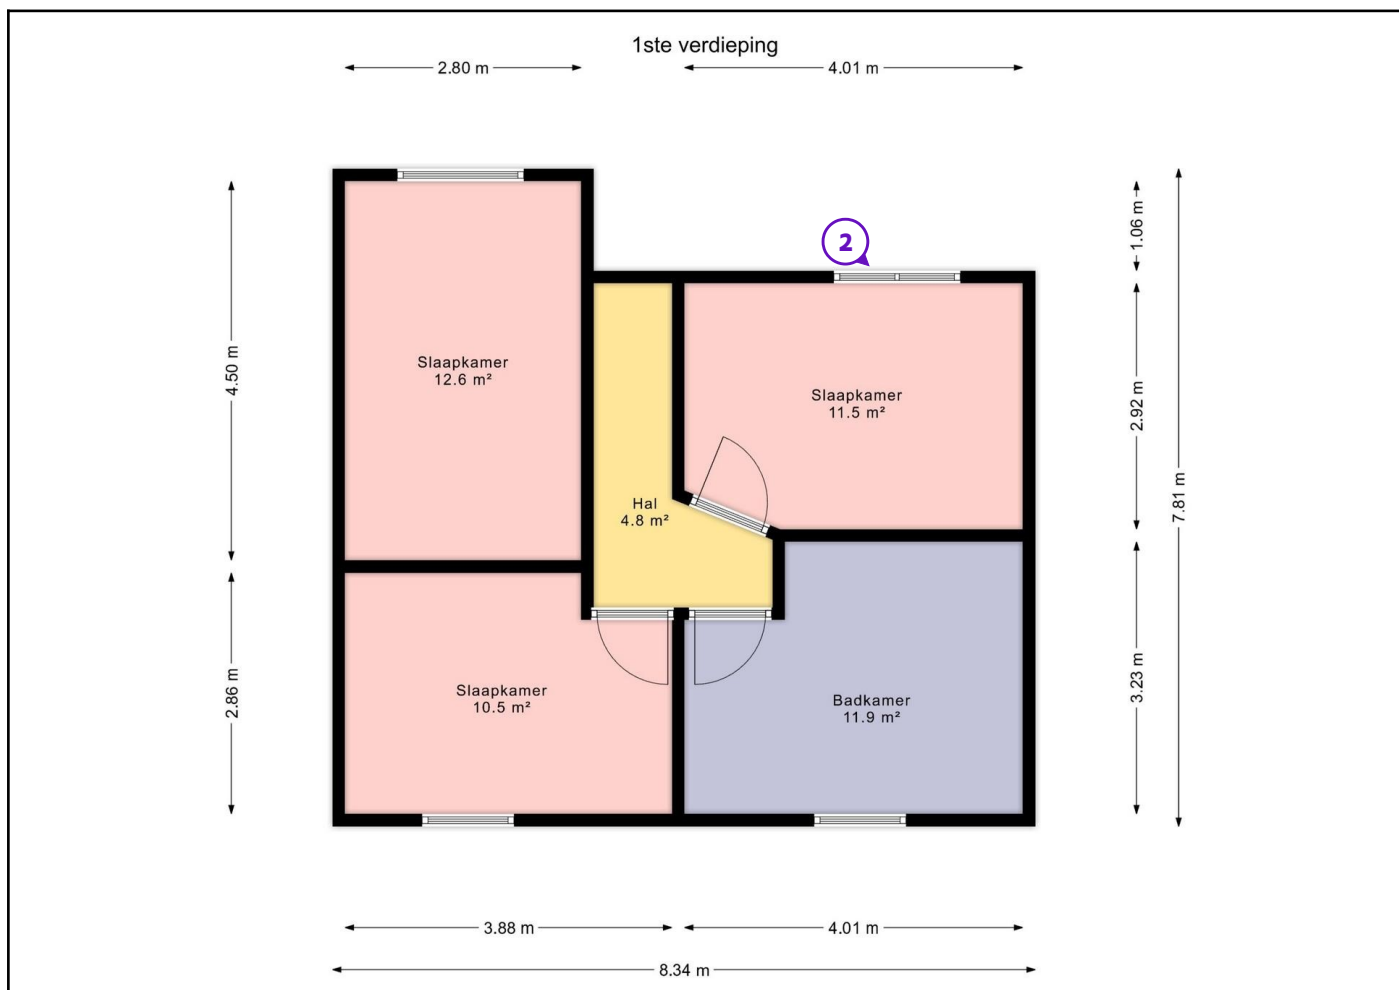 1ste verdieping
2.80 m
4.01 m
1.06 m
2
Slaapkamer
12.6 m²
4.50 m
Slaapkamer
11.5 m²
2.92 m
7.81 m
Hal
4.8 m²
Slaapkamer
10.5 m²
2.86 m
Badkamer
11.9 m²
3.23 m
3.88 m
4.01 m
8.34 m